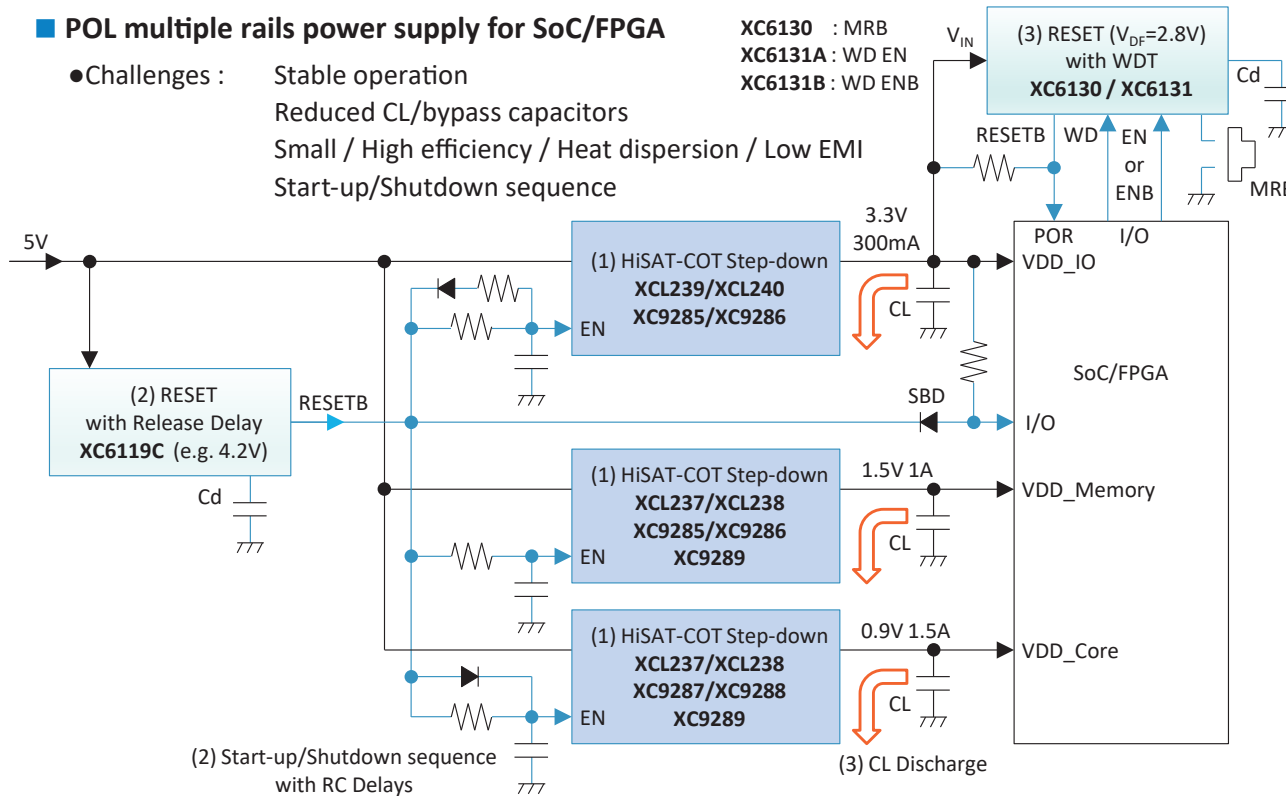 ■ POL multiple rails power supply for SoC/FPGA
●Challenges : Stable operation
Reduced CL/bypass capacitors
Small / High efficiency / Heat dispersion / Low EMI
Start-up/Shutdown sequence
XC6130 : MRB
XC6131A : WD EN
XC6131B : WD ENB
VIN
(3) RESET (VDF=2.8V)
with WDT
XC6130 / XC6131
Cd
RESETB
WD
EN
or
ENB
MRB
5V
(1) HiSAT-COT Step-down
XCL239/XCL240
XC9285/XC9286
EN
3.3V
300mA
CL
POR
I/O
VDD_IO
SoC/FPGA
(2) RESET
with Release Delay
XC6119C (e.g. 4.2V)
RESETB
Cd
SBD
I/O
(1) HiSAT-COT Step-down
XCL237/XCL238
XC9285/XC9286
XC9289
EN
1.5V 1A
CL
VDD_Memory
(1) HiSAT-COT Step-down
XCL237/XCL238
XC9287/XC9288
XC9289
EN
0.9V 1.5A
CL
VDD_Core
(2) Start-up/Shutdown sequence
with RC Delays
(3) CL Discharge